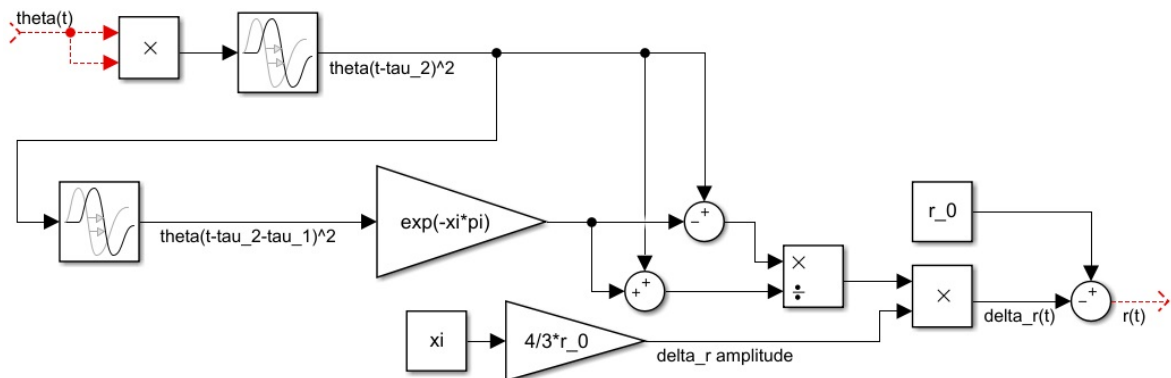 theta(t)
×
theta(t-tau_2)^2
theta(t-tau_2-tau_1)^2
exp(-xi*pi)
− +
+ +
×
÷
xi
4/3*r_0
delta_r amplitude
r_0
×
delta_r(t)
− +
r(t)